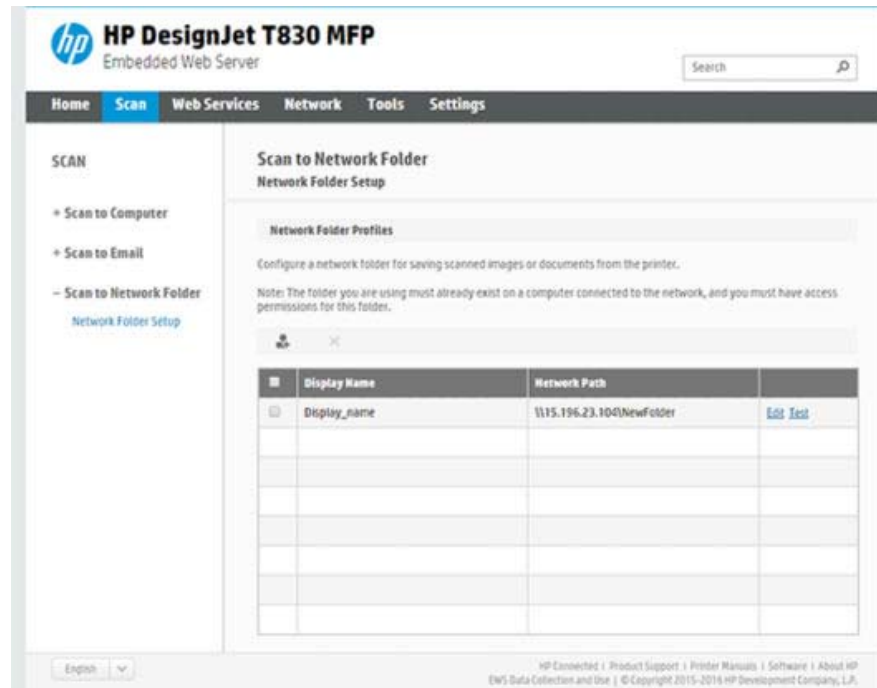 hp
HP DesignJet T830 MFP
Embedded Web Server
Search
Home Scan Web Services Network Tools Settings
SCAN
+ Scan to Computer
+ Scan to Email
– Scan to Network Folder
Network Folder Setup
Scan to Network Folder
Network Folder Setup
Network Folder Profiles
Configure a network folder for saving scanned images or documents from the printer.
Note: The folder you are using must already exist on a computer connected to the network, and you must have access
permissions for this folder.
Display Name Network Path
Display_name \\15.196.23.104\NewFolder Edit Test
English
HP Connected | Product Support | Printer Manuals | Software | About HP
EWS Data Collection and Use | © Copyright 2015-2016 HP Development Company, L.P.